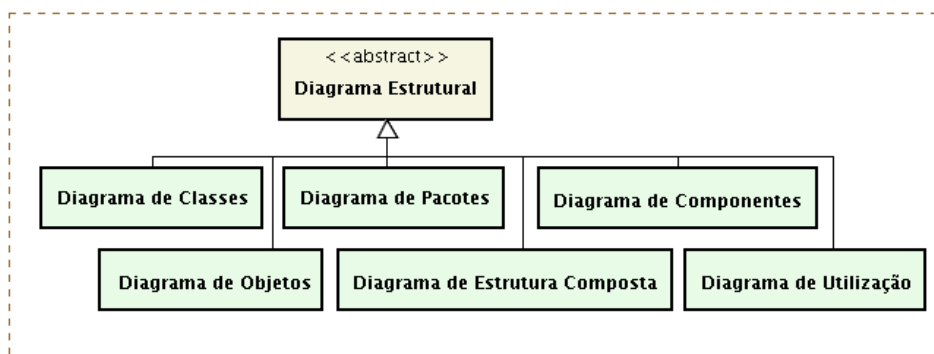 <<abstract>>
Diagrama Estrutural
Diagrama de Classes
Diagrama de Pacotes
Diagrama de Componentes
Diagrama de Objetos
Diagrama de Estrutura Composta
Diagrama de Utilização